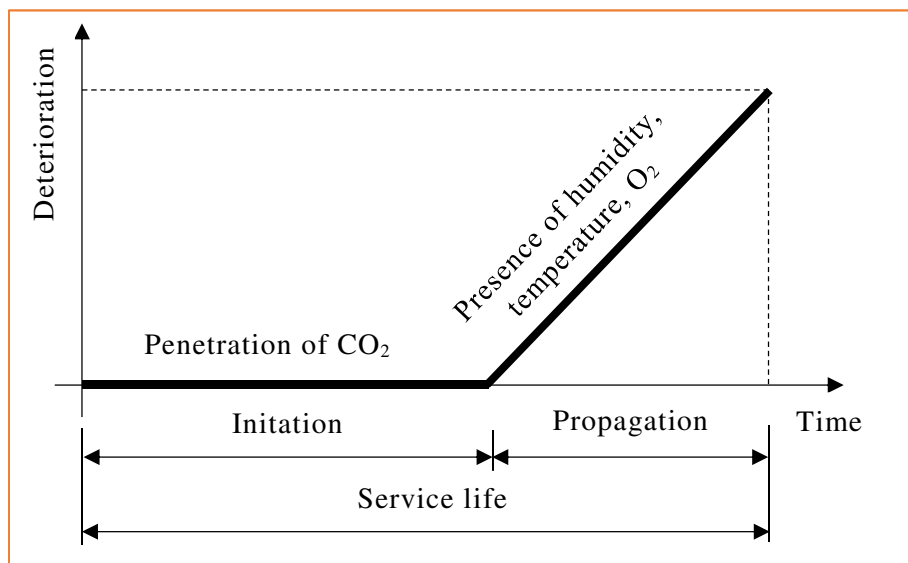 Deterioration
Presence of humidity,
temperature, O₂
Penetration of CO₂
Initation
Propagation
Time
Service life